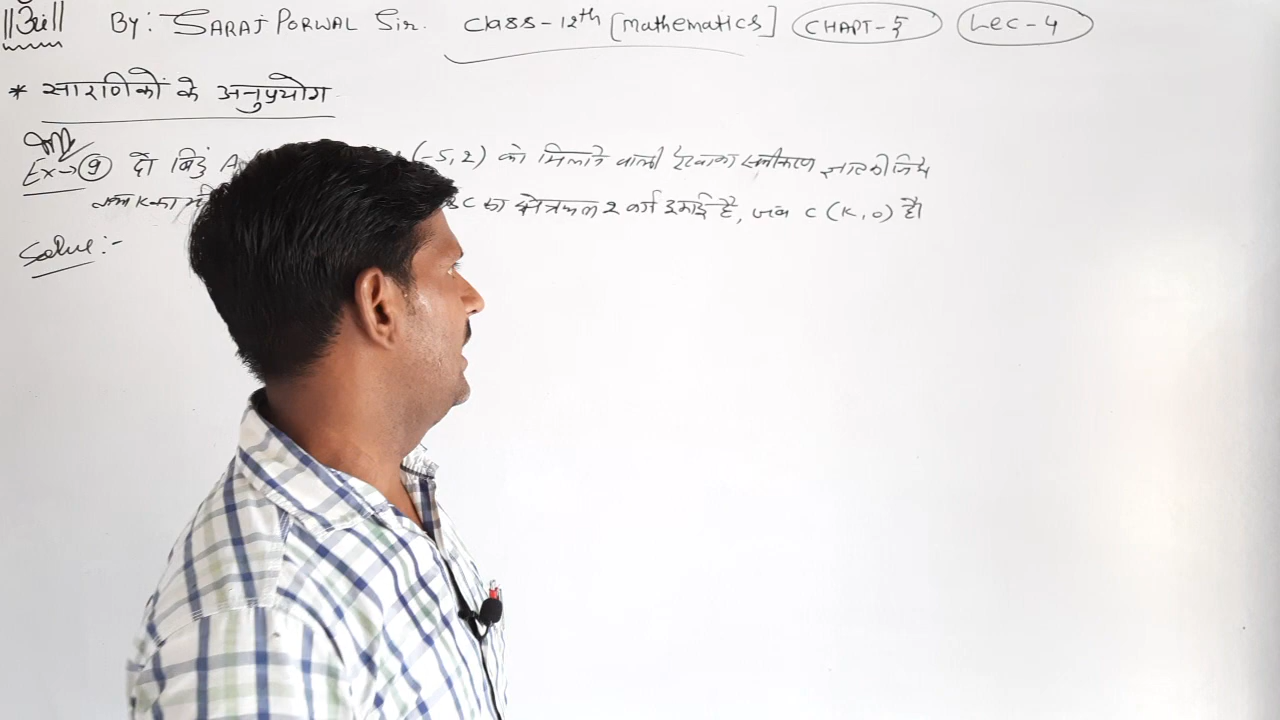 ||ॐ|| By: SARAJ PORWAL Sir. Class-12th [Mathematics] CHAPT-5 Lec-4
* सारणिकों के अनुप्रयोग
Ex→ 9 दो बिंदु A (-5,2) को मिलाने वाली रेखा का समीकरण ज्ञात कीजिये
K का BC का क्षेत्रफल 2 वर्ग इकाई है, जब C (K,0) है।
Solve:-